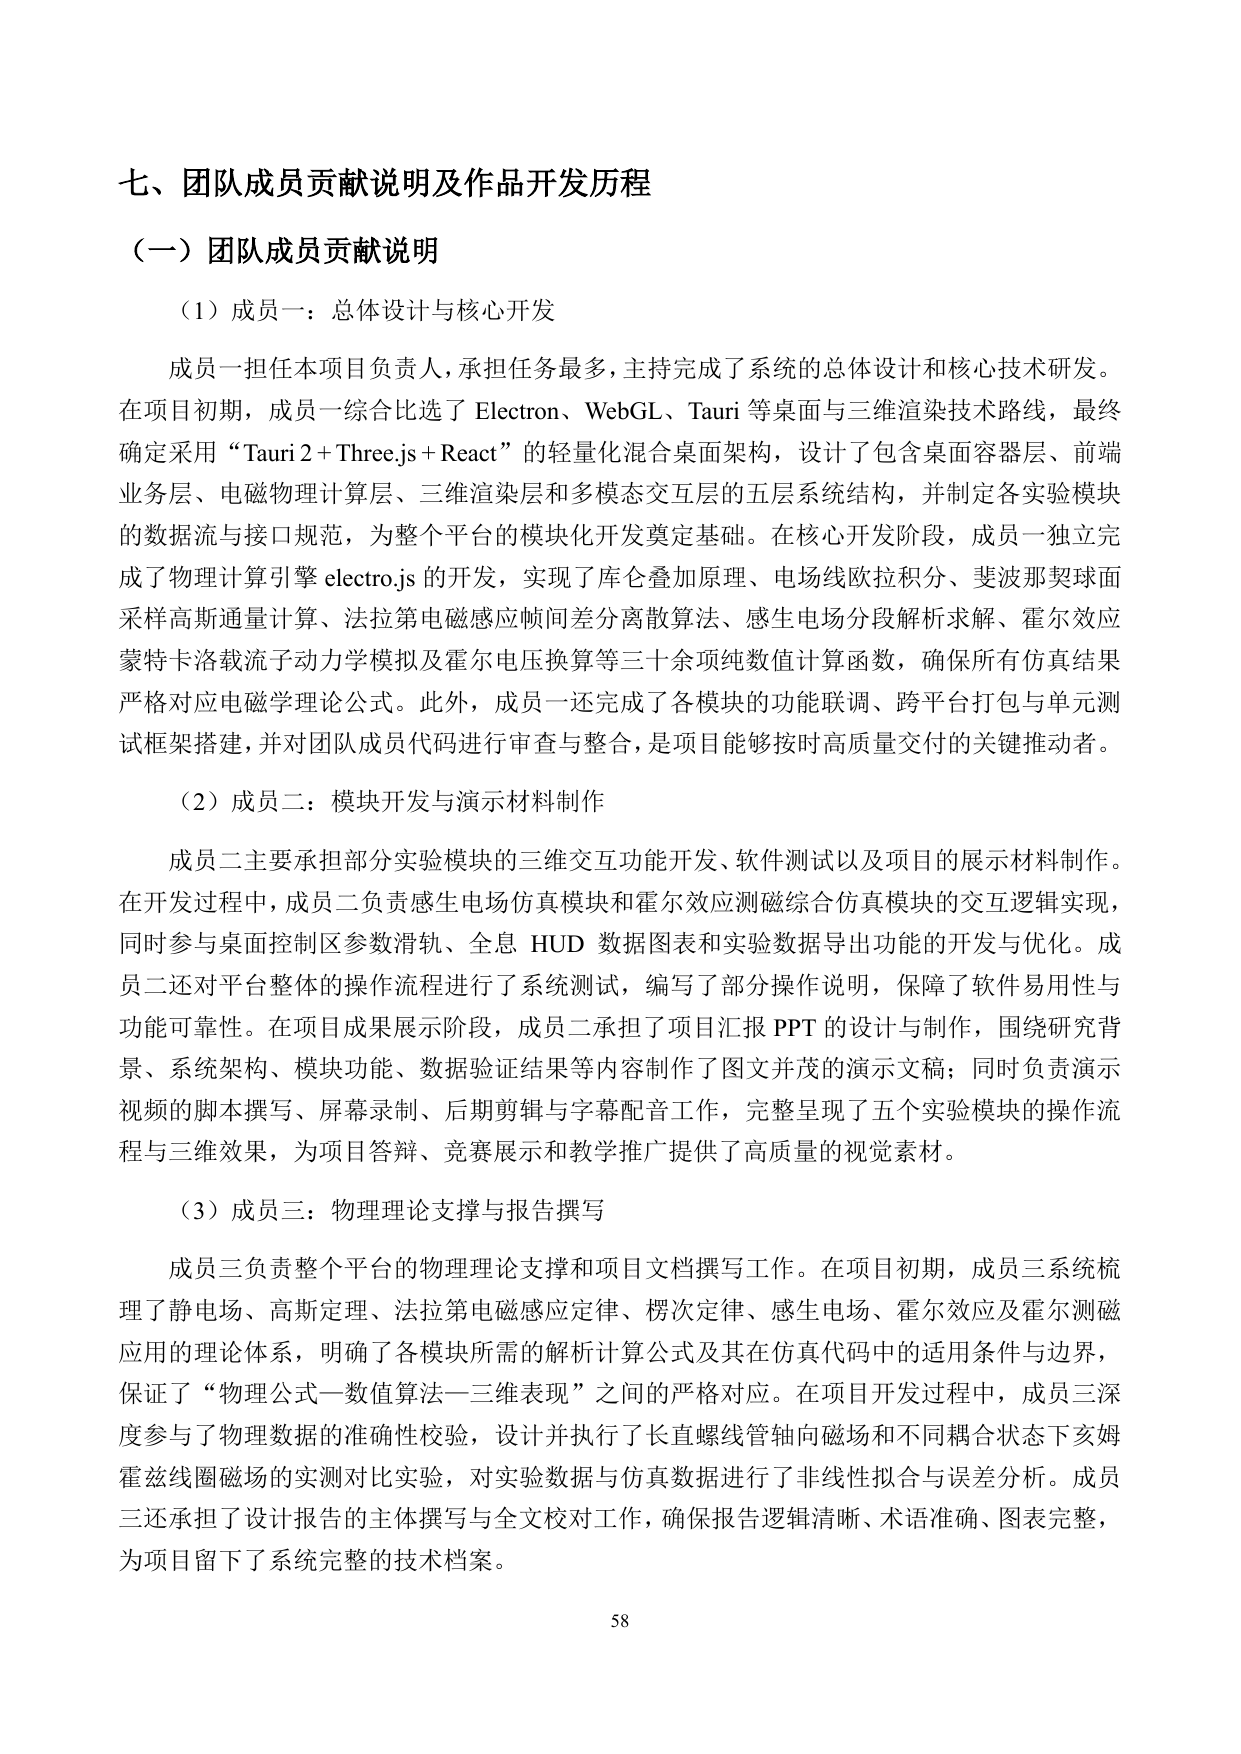 七、团队成员贡献说明及作品开发历程
（一）团队成员贡献说明
（1）成员一：总体设计与核心开发
成员一担任本项目负责人，承担任务最多，主持完成了系统的总体设计和核心技术研发。
在项目初期，成员一综合比选了 Electron、WebGL、Tauri 等桌面与三维渲染技术路线，最终
确定采用“Tauri 2 + Three.js + React”的轻量化混合桌面架构，设计了包含桌面容器层、前端
业务层、电磁物理计算层、三维渲染层和多模态交互层的五层系统结构，并制定各实验模块
的数据流与接口规范，为整个平台的模块化开发奠定基础。在核心开发阶段，成员一独立完
成了物理计算引擎 electro.js 的开发，实现了库仑叠加原理、电场线欧拉积分、斐波那契球面
采样高斯通量计算、法拉第电磁感应帧间差分离散算法、感生电场分段解析求解、霍尔效应
蒙特卡洛载流子动力学模拟及霍尔电压换算等三十余项纯数值计算函数，确保所有仿真结果
严格对应电磁学理论公式。此外，成员一还完成了各模块的功能联调、跨平台打包与单元测
试框架搭建，并对团队成员代码进行审查与整合，是项目能够按时高质量交付的关键推动者。
（2）成员二：模块开发与演示材料制作
成员二主要承担部分实验模块的三维交互功能开发、软件测试以及项目的展示材料制作。
在开发过程中，成员二负责感生电场仿真模块和霍尔效应测磁综合仿真模块的交互逻辑实现，
同时参与桌面控制区参数滑轨、全息 HUD 数据图表和实验数据导出功能的开发与优化。成
员二还对平台整体的操作流程进行了系统测试，编写了部分操作说明，保障了软件易用性与
功能可靠性。在项目成果展示阶段，成员二承担了项目汇报 PPT 的设计与制作，围绕研究背
景、系统架构、模块功能、数据验证结果等内容制作了图文并茂的演示文稿；同时负责演示
视频的脚本撰写、屏幕录制、后期剪辑与字幕配音工作，完整呈现了五个实验模块的操作流
程与三维效果，为项目答辩、竞赛展示和教学推广提供了高质量的视觉素材。
（3）成员三：物理理论支撑与报告撰写
成员三负责整个平台的物理理论支撑和项目文档撰写工作。在项目初期，成员三系统梳
理了静电场、高斯定理、法拉第电磁感应定律、楞次定律、感生电场、霍尔效应及霍尔测磁
应用的理论体系，明确了各模块所需的解析计算公式及其在仿真代码中的适用条件与边界，
保证了“物理公式—数值算法—三维表现”之间的严格对应。在项目开发过程中，成员三深
度参与了物理数据的准确性校验，设计并执行了长直螺线管轴向磁场和不同耦合状态下亥姆
霍兹线圈磁场的实测对比实验，对实验数据与仿真数据进行了非线性拟合与误差分析。成员
三还承担了设计报告的主体撰写与全文校对工作，确保报告逻辑清晰、术语准确、图表完整，
为项目留下了系统完整的技术档案。
58